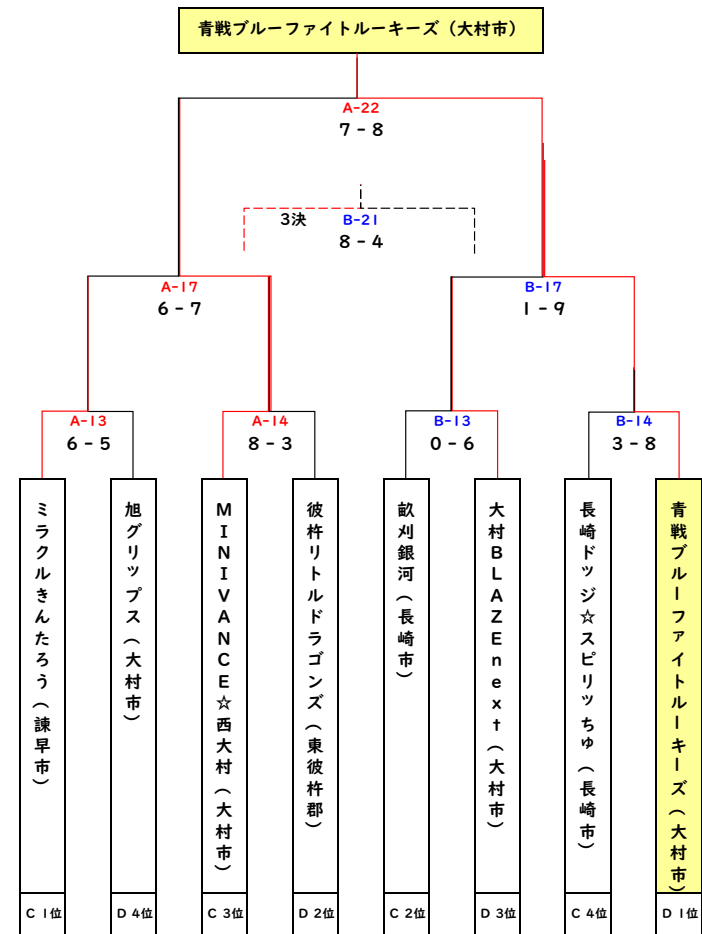 青戦ブルーファイトルーキーズ（大村市）
A-22
7 - 8
3決 B-21
8 - 4
A-17
6 - 7
B-17
1 - 9
A-13
6 - 5
A-14
8 - 3
B-13
0 - 6
B-14
3 - 8
ミラクルきんたろう（諫早市）
旭グリップス（大村市）
MINIVANCE☆西大村（大村市）
彼杵リトルドラゴンズ（東彼杵郡）
畝刈銀河（長崎市）
大村BLAZEnext（大村市）
長崎ドッジ☆スピリッちゅ（長崎市）
青戦ブルーファイトルーキーズ（大村市）
C 1位
D 4位
C 3位
D 2位
C 2位
D 3位
C 4位
D 1位